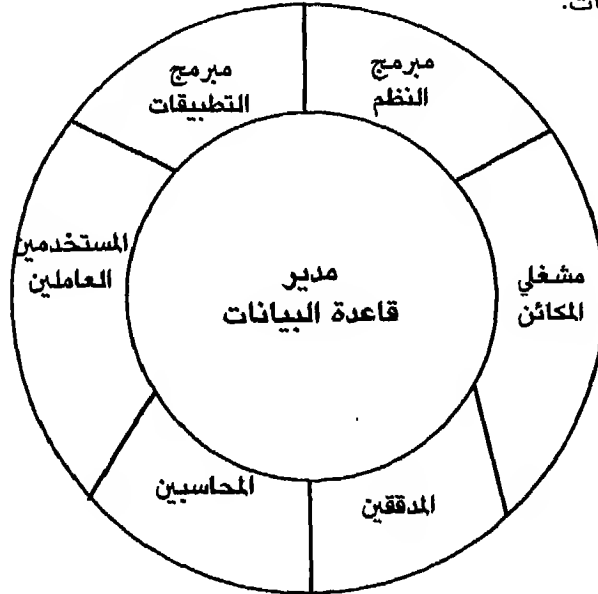 مبرمج
النظم
مبرمج
التطبيقات
مشغلي
المكائن
المستخدمين
العاملين
مدير
قاعدة البيانات
المدققين
المحاسبين